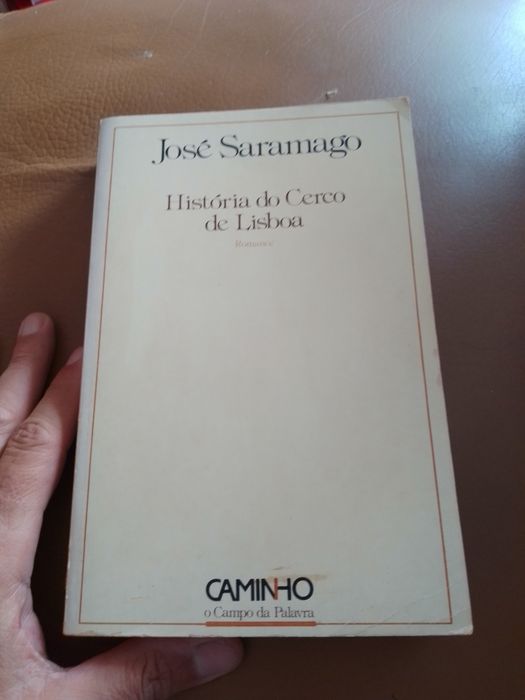 José Saramago
História do Cerco
de Lisboa
Romance
CAMINHO
o Campo da Palavra